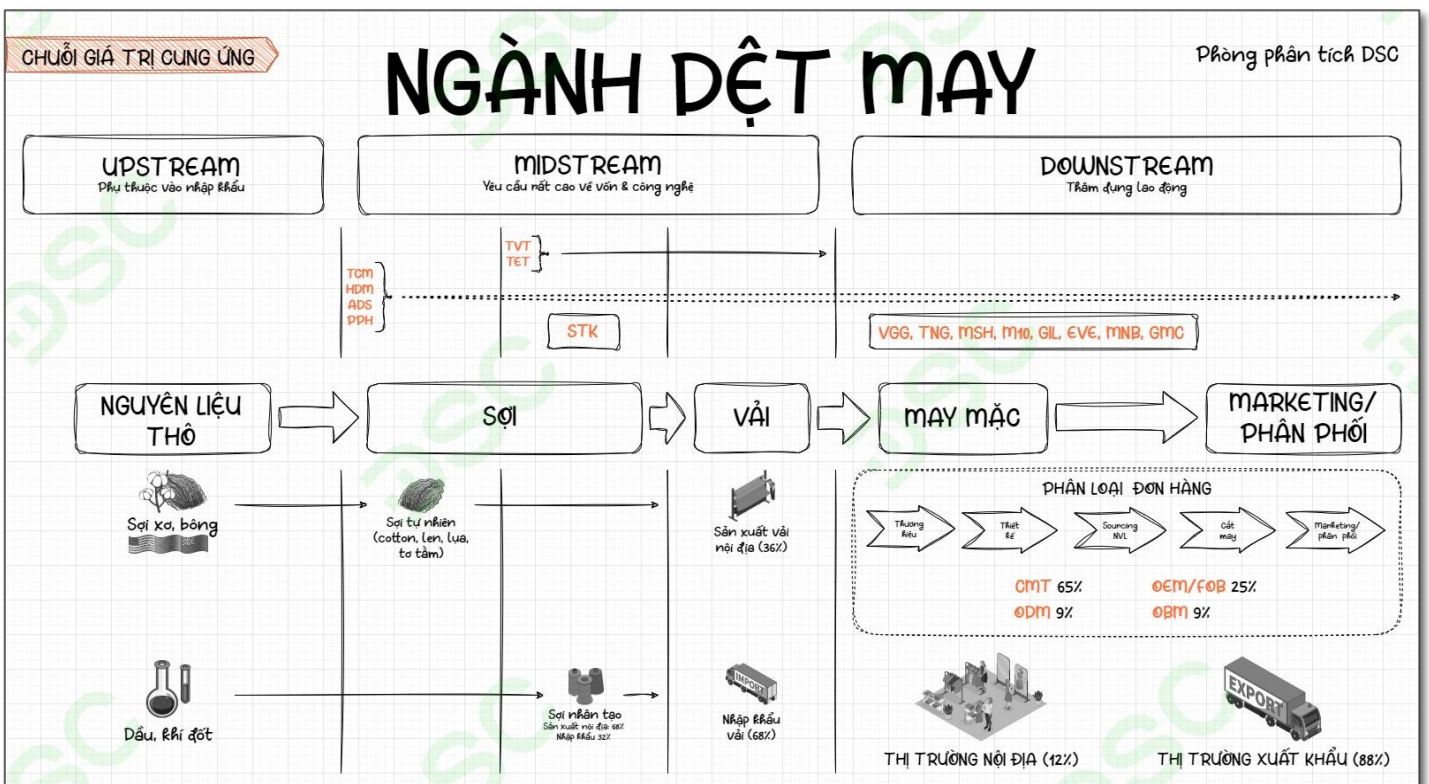 CHUỖI GIÁ TRỊ CUNG ỨNG
NGÀNH DỆT MAY
Phòng phân tích DSC
UPSTREAM
Phụ thuộc vào nhập khẩu
MIDSTREAM
Yêu cầu rất cao về vốn & công nghệ
DOWNSTREAM
Thâm dụng lao động
TVT
TET
TCM
HDM
ADS
PPH
STK
VGG, TNG, MSH, M10, GIL, EVE, MNB, GMC
NGUYÊN LIỆU
THÔ
SỢI
VẢI
MAY MẶC
MARKETING/
PHÂN PHỐI
Sợi xơ, bông
Sợi tự nhiên
(cotton, len, lụa,
tơ tằm)
Sản xuất vải
nội địa (36%)
PHÂN LOẠI ĐƠN HÀNG
Thương
hiệu
Thiết
kế
Sourcing
NVL
Cắt
may
Marketing/
phân phối
CMT 65%
OEM/FOB 25%
ODM 9%
OBM 9%
Dầu, khí đốt
Sợi nhân tạo
Sản xuất nội địa 68%
Nhập khẩu 32%
IMPORT
Nhập khẩu
vải (68%)
THỊ TRƯỜNG NỘI ĐỊA (12%)
EXPORT
THỊ TRƯỜNG XUẤT KHẨU (88%)
DSC
DSC
DSC
DSC
DSC